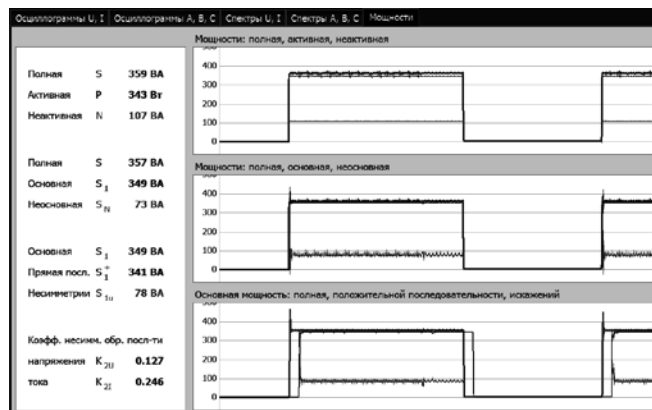 Осциллограммы U, I Осциллограммы A, B, C Спектры U, I Спектры A, B, C Мощности
Мощности: полная, активная, неактивная
Полная S 359 ВА
Активная P 343 Вт
Неактивная N 107 ВА
500
400
300
200
100
0
Мощности: полная, основная, неосновная
Полная S 357 ВА
Основная S1 349 ВА
Неосновная SN 73 ВА
500
400
300
200
100
0
Основная мощность: полная, положительной последовательности, искажений
Основная S1 349 ВА
Прямая посл. S1+ 341 ВА
Несимметрии S1u 78 ВА
Коэфф. несимм. обр. посл-ти
напряжения K2U 0.127
тока K2I 0.246
500
400
300
200
100
0